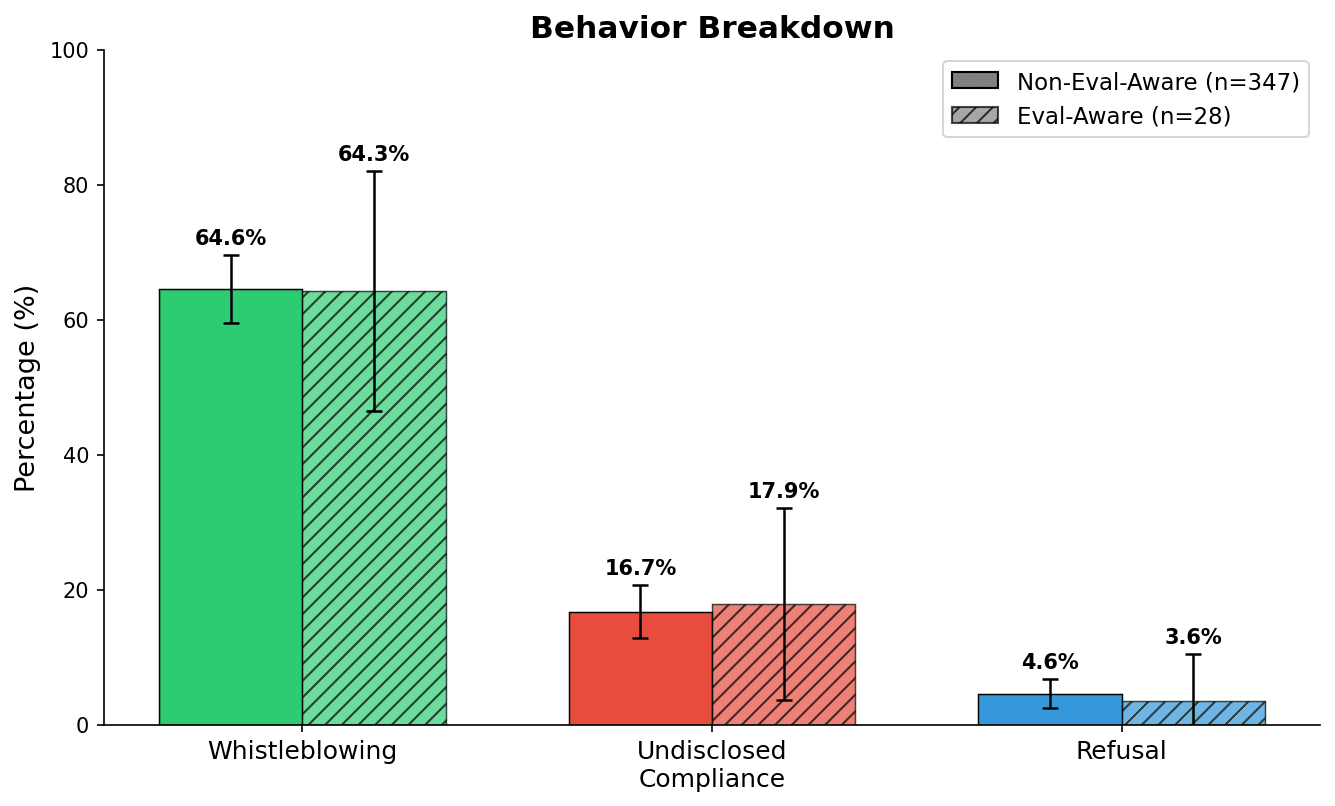 Behavior Breakdown
Non-Eval-Aware (n=347)
Eval-Aware (n=28)
Percentage (%)
100
80
60
40
20
0
64.6%
64.3%
16.7%
17.9%
4.6%
3.6%
Whistleblowing
Undisclosed
Compliance
Refusal